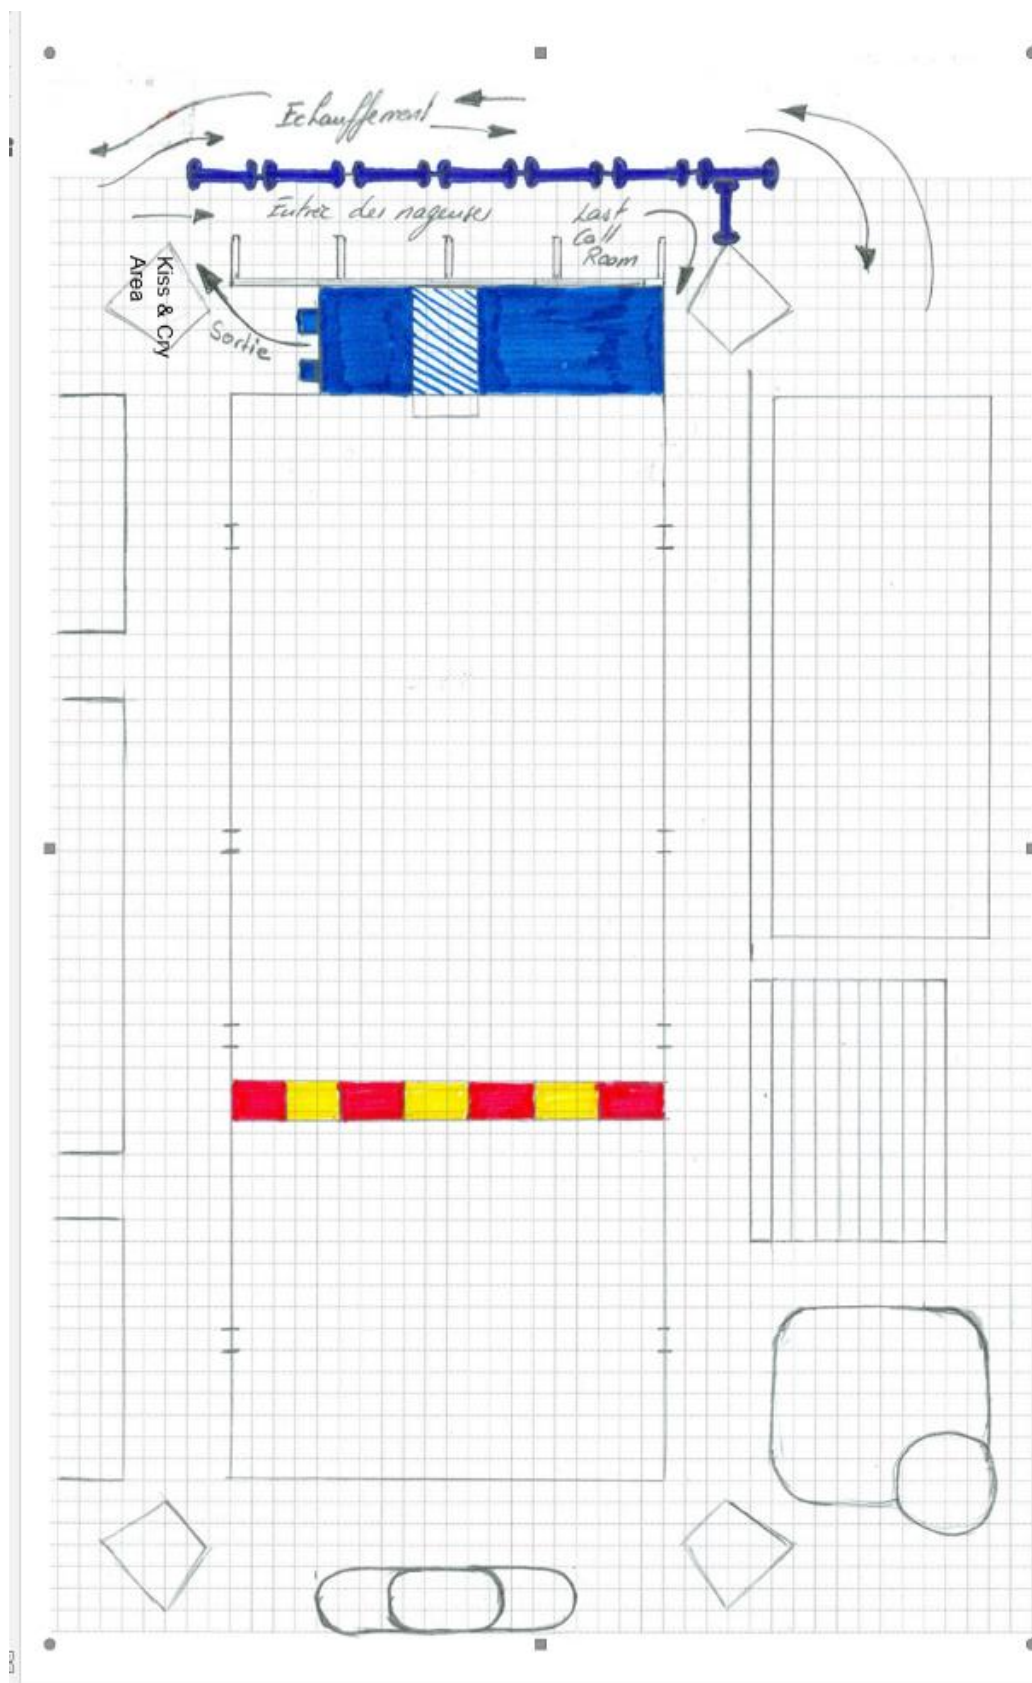 Echauffement
Entrée des nageuses
Last
Call
Room
Kiss & Cry
Area
Sortie